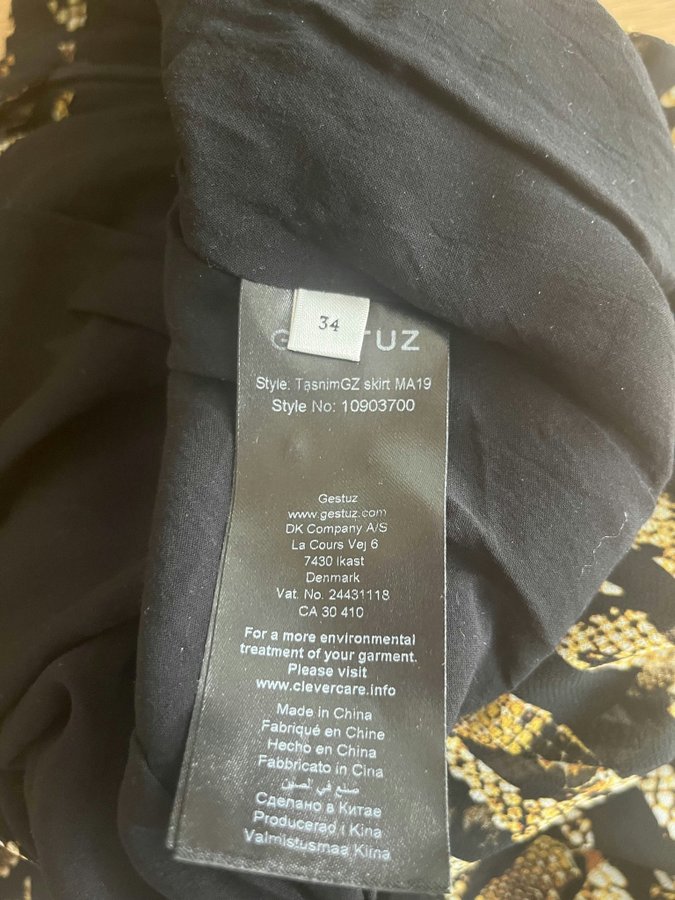 34
GESTUZ
Style: TasnimGZ skirt MA19
Style No: 10903700
Gestuz
www.gestuz.com
DK Company A/S
La Cours Vej 6
7430 Ikast
Denmark
Vat. No. 24431118
CA 30 410
For a more environmental
treatment of your garment.
Please visit
www.clevercare.info
Made in China
Fabriqué en Chine
Hecho en China
Fabbricato in Cina
صنع في الصين
Сделано в Китае
Producerad i Kina
Valmistusmaa Kiina